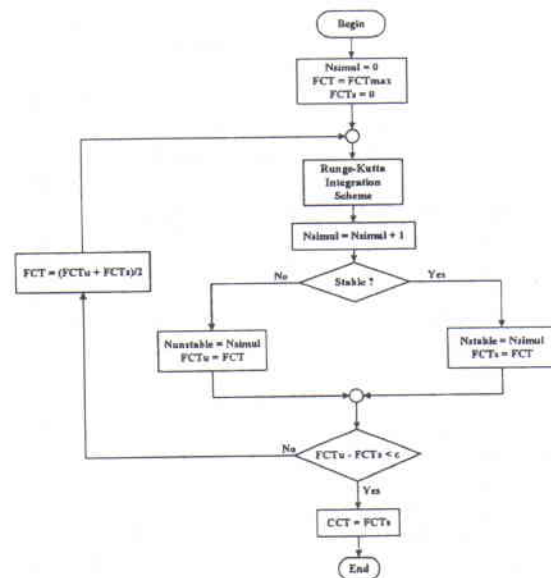 Begin
Nsimul = 0
FCT = FCTmax
FCTs = 0
Runge-Kutta
Integration
Scheme
Nsimul = Nsimul + 1
FCT = (FCTu + FCTs)/2
No
Stable ?
Yes
Nunstable = Nsimul
FCTu = FCT
Nstable = Nsimul
FCTs = FCT
No
FCTu - FCTs < ε
Yes
CCT = FCTs
End